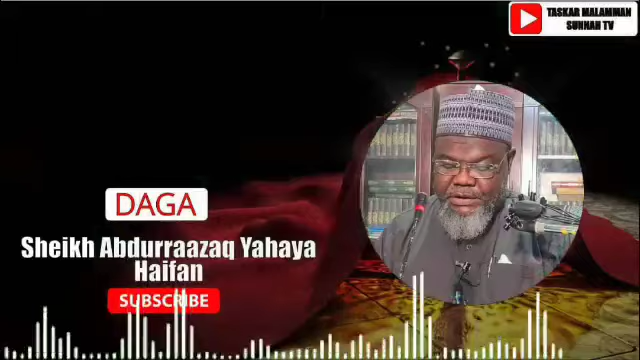 TASKAR MALAMMAN
SUNNAH TV
DAGA
Sheikh Abdurraazaq Yahaya
Haifan
SUBSCRIBE